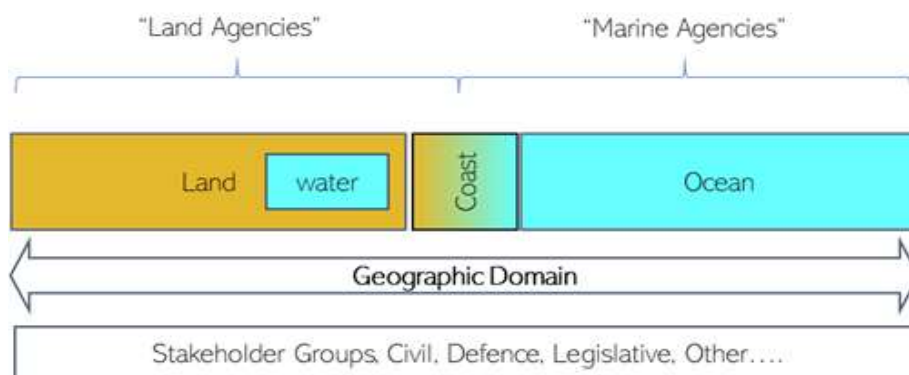 “Land Agencies”
“Marine Agencies”
Land
water
Coast
Ocean
Geographic Domain
Stakeholder Groups, Civil, Defence, Legislative, Other….